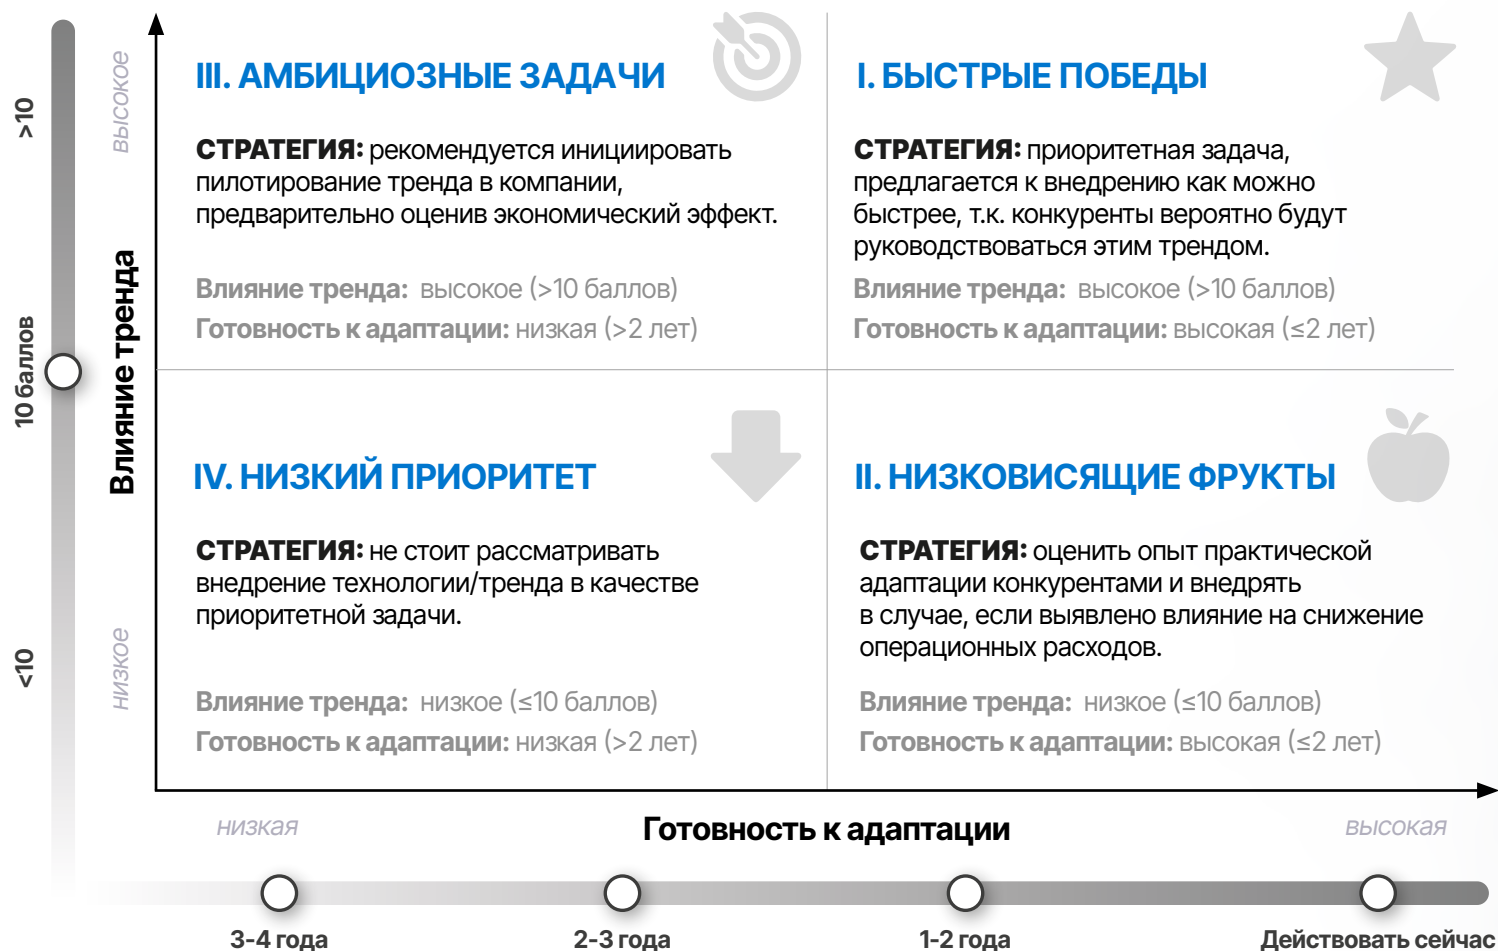 >10
10 баллов
<10
высокое
Влияние тренда
низкое
III. АМБИЦИОЗНЫЕ ЗАДАЧИ
СТРАТЕГИЯ: рекомендуется инициировать
пилотирование тренда в компании,
предварительно оценив экономический эффект.
Влияние тренда: высокое (>10 баллов)
Готовность к адаптации: низкая (>2 лет)
I. БЫСТРЫЕ ПОБЕДЫ
СТРАТЕГИЯ: приоритетная задача,
предлагается к внедрению как можно
быстрее, т.к. конкуренты вероятно будут
руководствоваться этим трендом.
Влияние тренда: высокое (>10 баллов)
Готовность к адаптации: высокая (≤2 лет)
IV. НИЗКИЙ ПРИОРИТЕТ
СТРАТЕГИЯ: не стоит рассматривать
внедрение технологии/тренда в качестве
приоритетной задачи.
Влияние тренда: низкое (≤10 баллов)
Готовность к адаптации: низкая (>2 лет)
II. НИЗКОВИСЯЩИЕ ФРУКТЫ
СТРАТЕГИЯ: оценить опыт практической
адаптации конкурентами и внедрять
в случае, если выявлено влияние на снижение
операционных расходов.
Влияние тренда: низкое (≤10 баллов)
Готовность к адаптации: высокая (≤2 лет)
низкая
Готовность к адаптации
высокая
3-4 года
2-3 года
1-2 года
Действовать сейчас